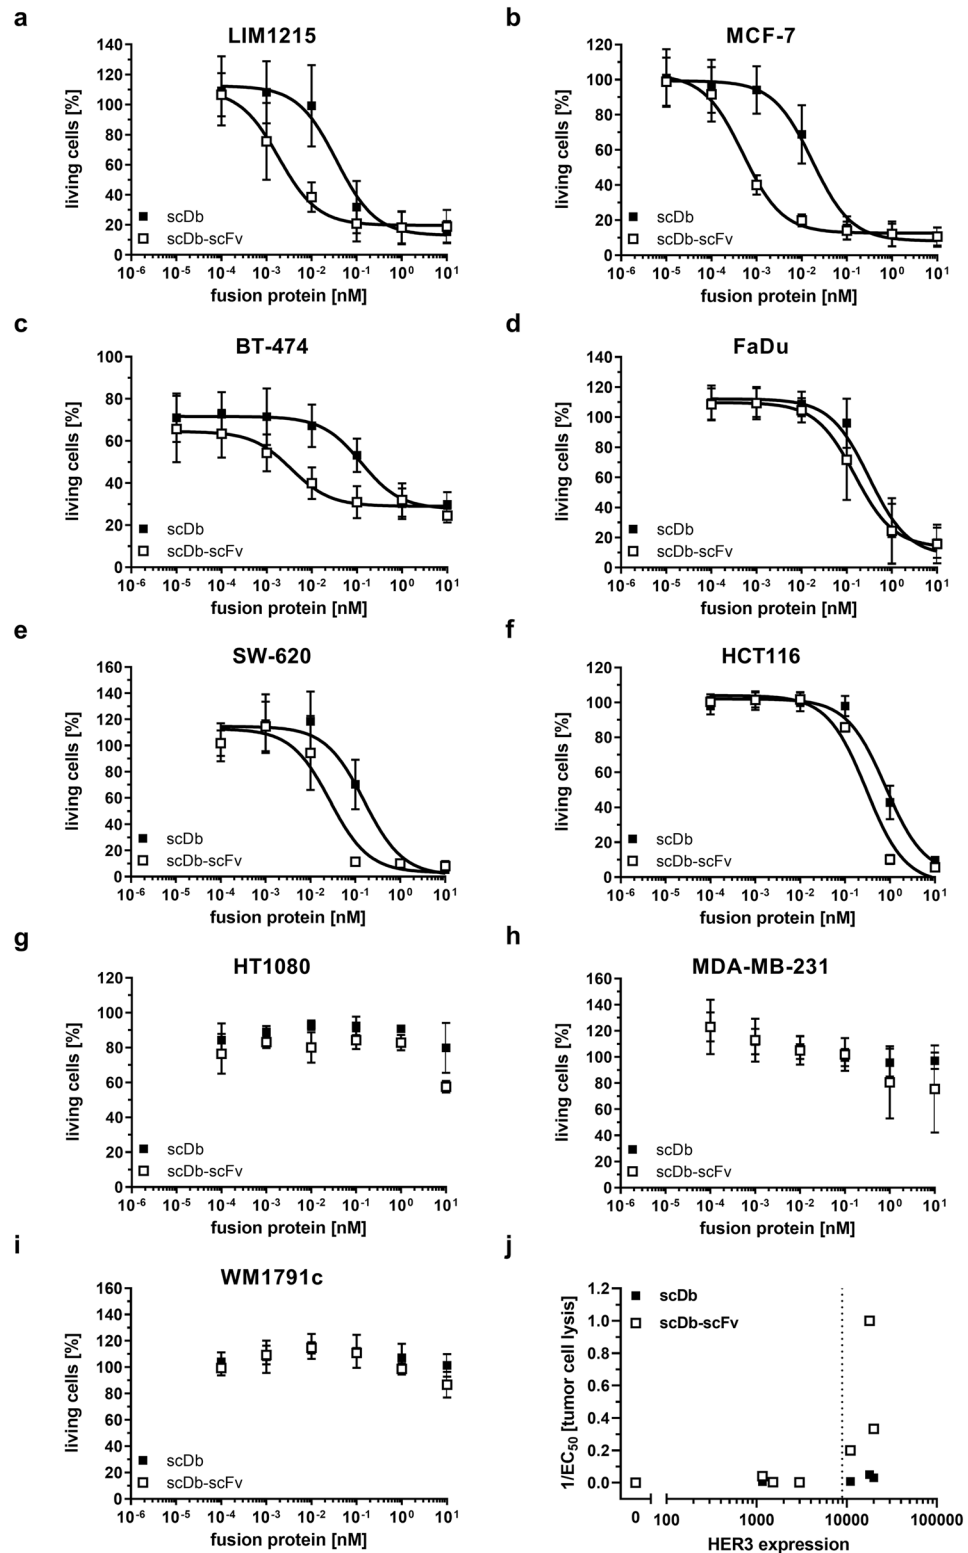 a
LIM1215
140
120
100
80
60
40
20
0
living cells [%]
scDb
scDb-scFv
10-6 10-5 10-4 10-3 10-2 10-1 100 101
fusion protein [nM]
b
MCF-7
120
100
80
60
40
20
0
living cells [%]
scDb
scDb-scFv
10-6 10-5 10-4 10-3 10-2 10-1 100 101
fusion protein [nM]
c
BT-474
100
80
60
40
20
0
living cells [%]
scDb
scDb-scFv
10-6 10-5 10-4 10-3 10-2 10-1 100 101
fusion protein [nM]
d
FaDu
140
120
100
80
60
40
20
0
living cells [%]
scDb
scDb-scFv
10-6 10-5 10-4 10-3 10-2 10-1 100 101
fusion protein [nM]
e
SW-620
160
140
120
100
80
60
40
20
0
living cells [%]
scDb
scDb-scFv
10-6 10-5 10-4 10-3 10-2 10-1 100 101
fusion protein [nM]
f
HCT116
120
100
80
60
40
20
0
living cells [%]
scDb
scDb-scFv
10-6 10-5 10-4 10-3 10-2 10-1 100 101
fusion protein [nM]
g
HT1080
120
100
80
60
40
20
0
living cells [%]
scDb
scDb-scFv
10-6 10-5 10-4 10-3 10-2 10-1 100 101
fusion protein [nM]
h
MDA-MB-231
160
140
120
100
80
60
40
20
0
living cells [%]
scDb
scDb-scFv
10-6 10-5 10-4 10-3 10-2 10-1 100 101
fusion protein [nM]
i
WM1791c
160
140
120
100
80
60
40
20
0
living cells [%]
scDb
scDb-scFv
10-6 10-5 10-4 10-3 10-2 10-1 100 101
fusion protein [nM]
j
1.2
1.0
0.8
0.6
0.4
0.2
0.0
1/EC50 [tumor cell lysis]
scDb
scDb-scFv
0 100 1000 10000 100000
HER3 expression